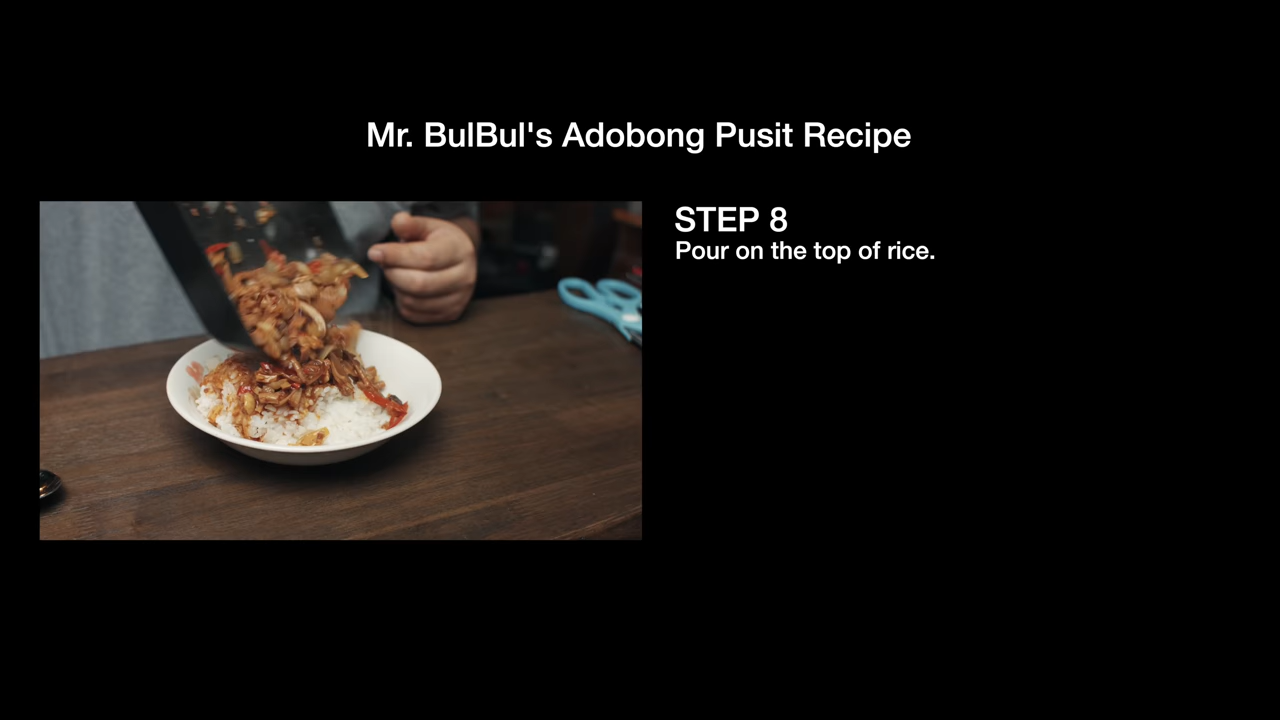 Mr. BulBul's Adobong Pusit Recipe
STEP 8
Pour on the top of rice.